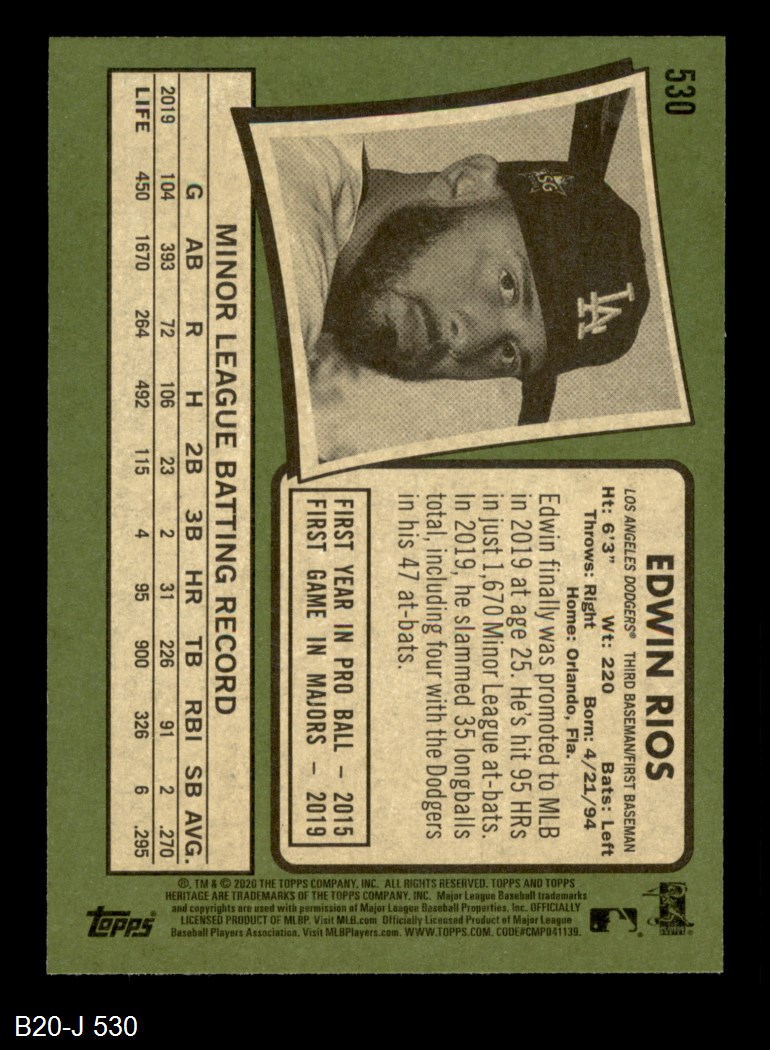 530
EDWIN RIOS
LOS ANGELES DODGERS® THIRD BASEMAN/FIRST BASEMAN
Ht: 6'3" Wt: 220 Bats: Left
Throws: Right Born: 4/21/94
Home: Orlando, Fla.
Edwin finally was promoted to MLB
in 2019 at age 25. He's hit 95 HRs
in just 1,670 Minor League at-bats.
In 2019, he slammed 35 longballs
total, including four with the Dodgers
in his 47 at-bats.
FIRST YEAR IN PRO BALL – 2015
FIRST GAME IN MAJORS – 2019
LA
56
MINOR LEAGUE BATTING RECORD
G AB R H 2B 3B HR TB RBI SB AVG.
2019 104 393 72 106 23 2 31 226 91 2 .270
LIFE 450 1670 264 492 115 4 95 900 326 6 .295
®, TM & © 2020 THE TOPPS COMPANY, INC. ALL RIGHTS RESERVED. TOPPS AND TOPPS
HERITAGE ARE TRADEMARKS OF THE TOPPS COMPANY, INC. Major League Baseball trademarks
and copyrights are used with permission of Major League Baseball Properties, Inc. OFFICIALLY
LICENSED PRODUCT OF MLBP. Visit MLB.com Officially Licensed Product of Major League
Baseball Players Association. Visit MLBPlayers.com. WWW.TOPPS.COM. CODE#CMP041139.
topps®
B20-J 530